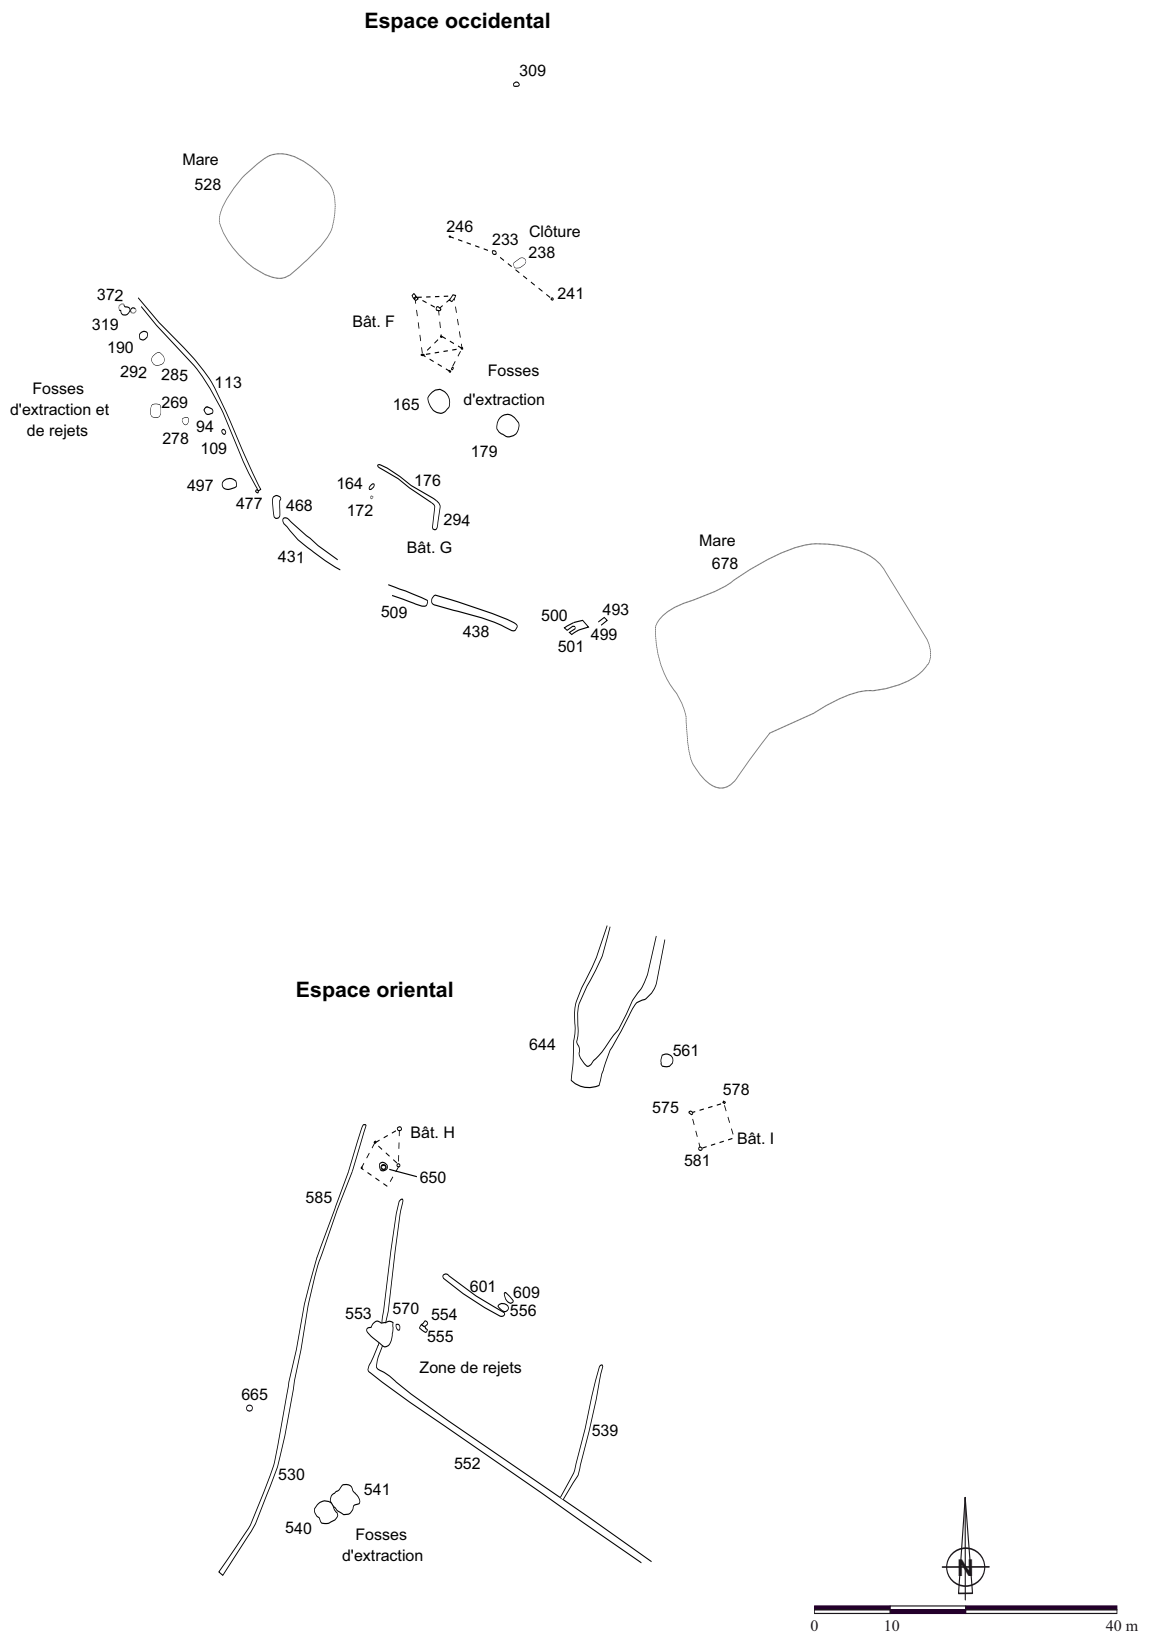 Espace occidental
309
Mare
528
246
233
Clôture
238
241
372
319
190
292
285
113
Fosses
d'extraction et
de rejets
269
278
94
109
497
477
468
431
Bât. F
Fosses
d'extraction
165
179
164
172
176
294
Bât. G
509
438
500
501
493
499
Mare
678
Espace oriental
644
561
575
578
581
Bât. I
Bât. H
650
585
601
609
556
553
570
554
555
Zone de rejets
665
539
552
530
541
540
Fosses
d'extraction
N
0 10 40 m